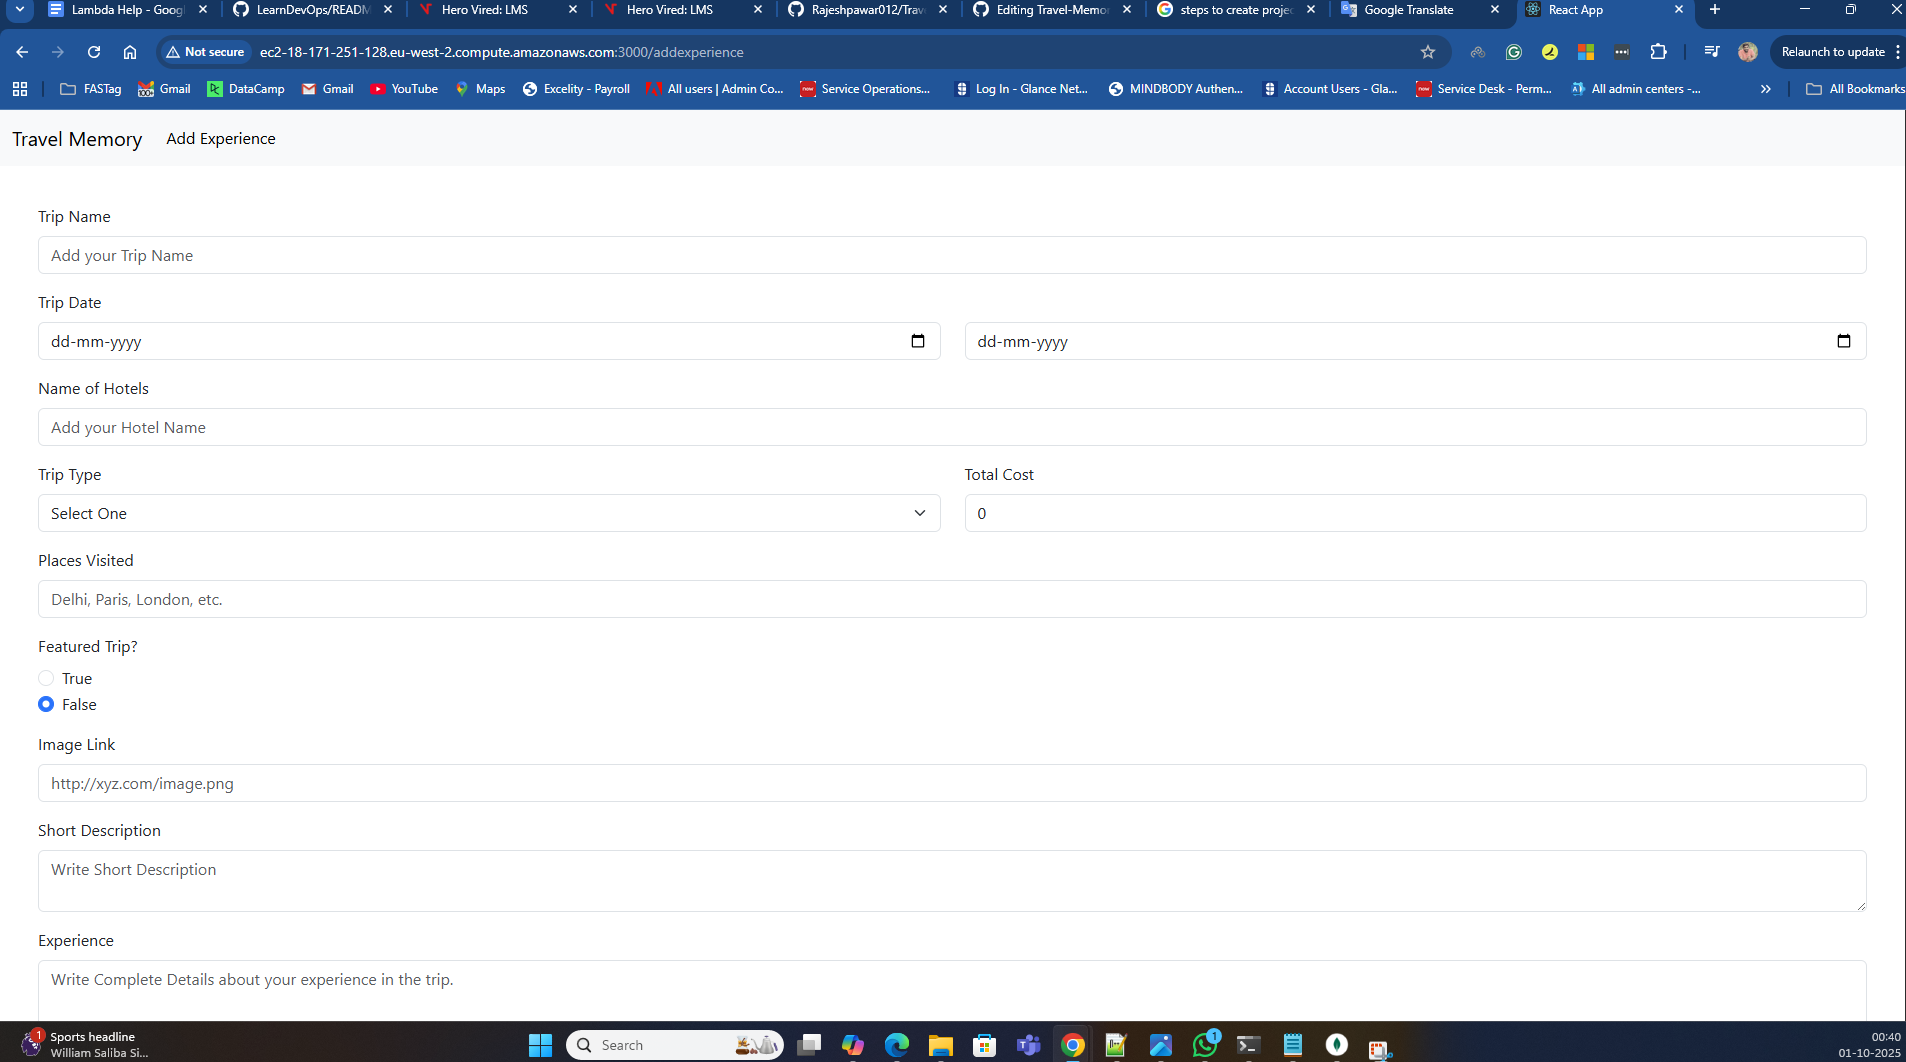 Lambda Help - Goog
LearnDevOps/READM
Hero Vired: LMS
Hero Vired: LMS
Rajeshpawar012/Trav
Editing Travel-Memor
steps to create projec
Google Translate
React App
Not secure
ec2-18-171-251-128.eu-west-2.compute.amazonaws.com:3000/addexperience
Relaunch to update
FASTag
Gmail
DataCamp
Gmail
YouTube
Maps
Excelity - Payroll
All users | Admin Co...
Service Operations...
Log In - Glance Net...
MINDBODY Authen...
Account Users - Gla...
Service Desk - Perm...
All admin centers -...
All Bookmarks
Travel Memory
Add Experience
Trip Name
Add your Trip Name
Trip Date
dd-mm-yyyy
dd-mm-yyyy
Name of Hotels
Add your Hotel Name
Trip Type
Total Cost
Select One
0
Places Visited
Delhi, Paris, London, etc.
Featured Trip?
True
False
Image Link
http://xyz.com/image.png
Short Description
Write Short Description
Experience
Write Complete Details about your experience in the trip.
1
Sports headline
William Saliba Si...
Search
1
00:40
01-10-2025